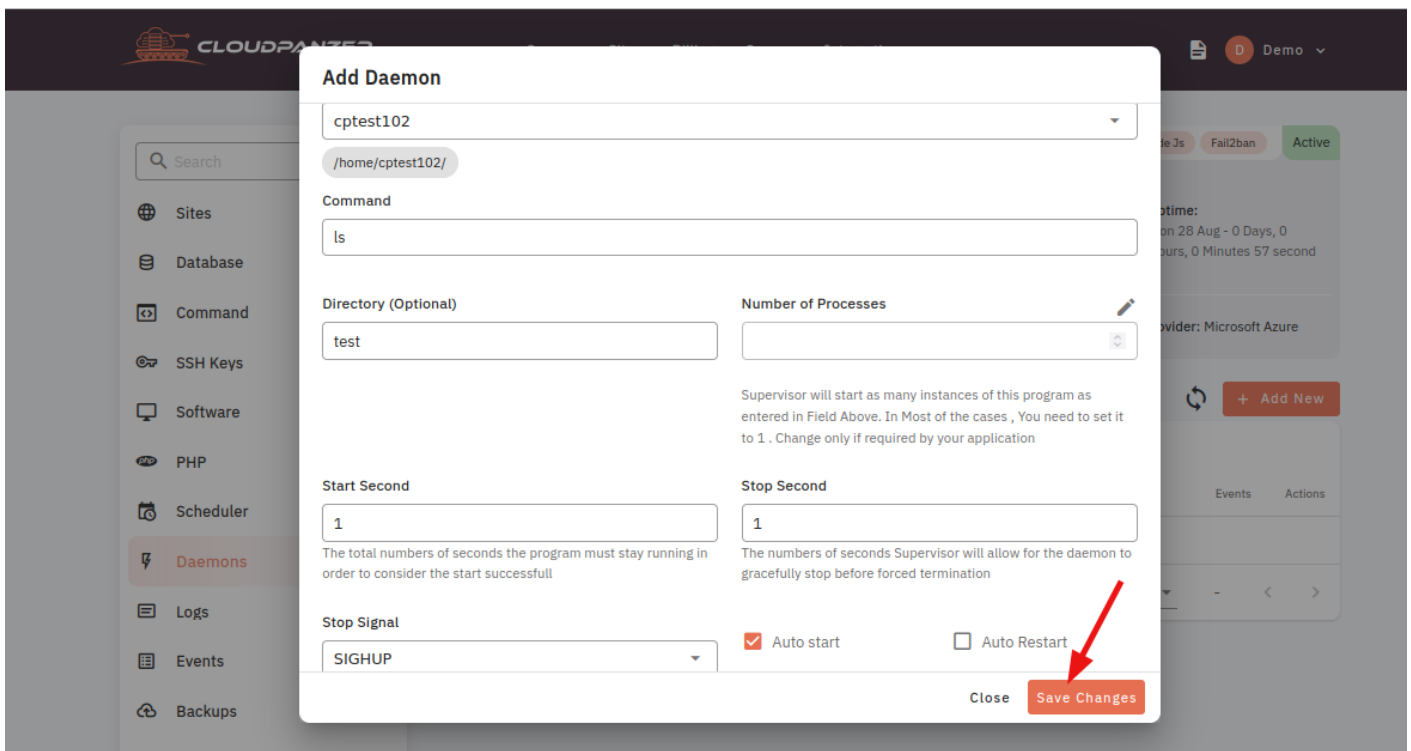 CLOUDPANZER
D Demo
Add Daemon
cptest102
/home/cptest102/
Command
ls
Directory (Optional)
Number of Processes
test
Supervisor will start as many instances of this program as
entered in Field Above. In Most of the cases , You need to set it
to 1 . Change only if required by your application
Start Second
Stop Second
1
1
The total numbers of seconds the program must stay running in
order to consider the start successfull
The numbers of seconds Supervisor will allow for the daemon to
gracefully stop before forced termination
Stop Signal
SIGHUP
Auto start
Auto Restart
Close
Save Changes
Search
Sites
Database
Command
SSH Keys
Software
php PHP
Scheduler
Daemons
Logs
Events
Backups
Js
Fail2ban
Active
28 Aug - 0 Days, 0
0 Minutes 57 second
Microsoft Azure
+ Add New
Events
Actions
-